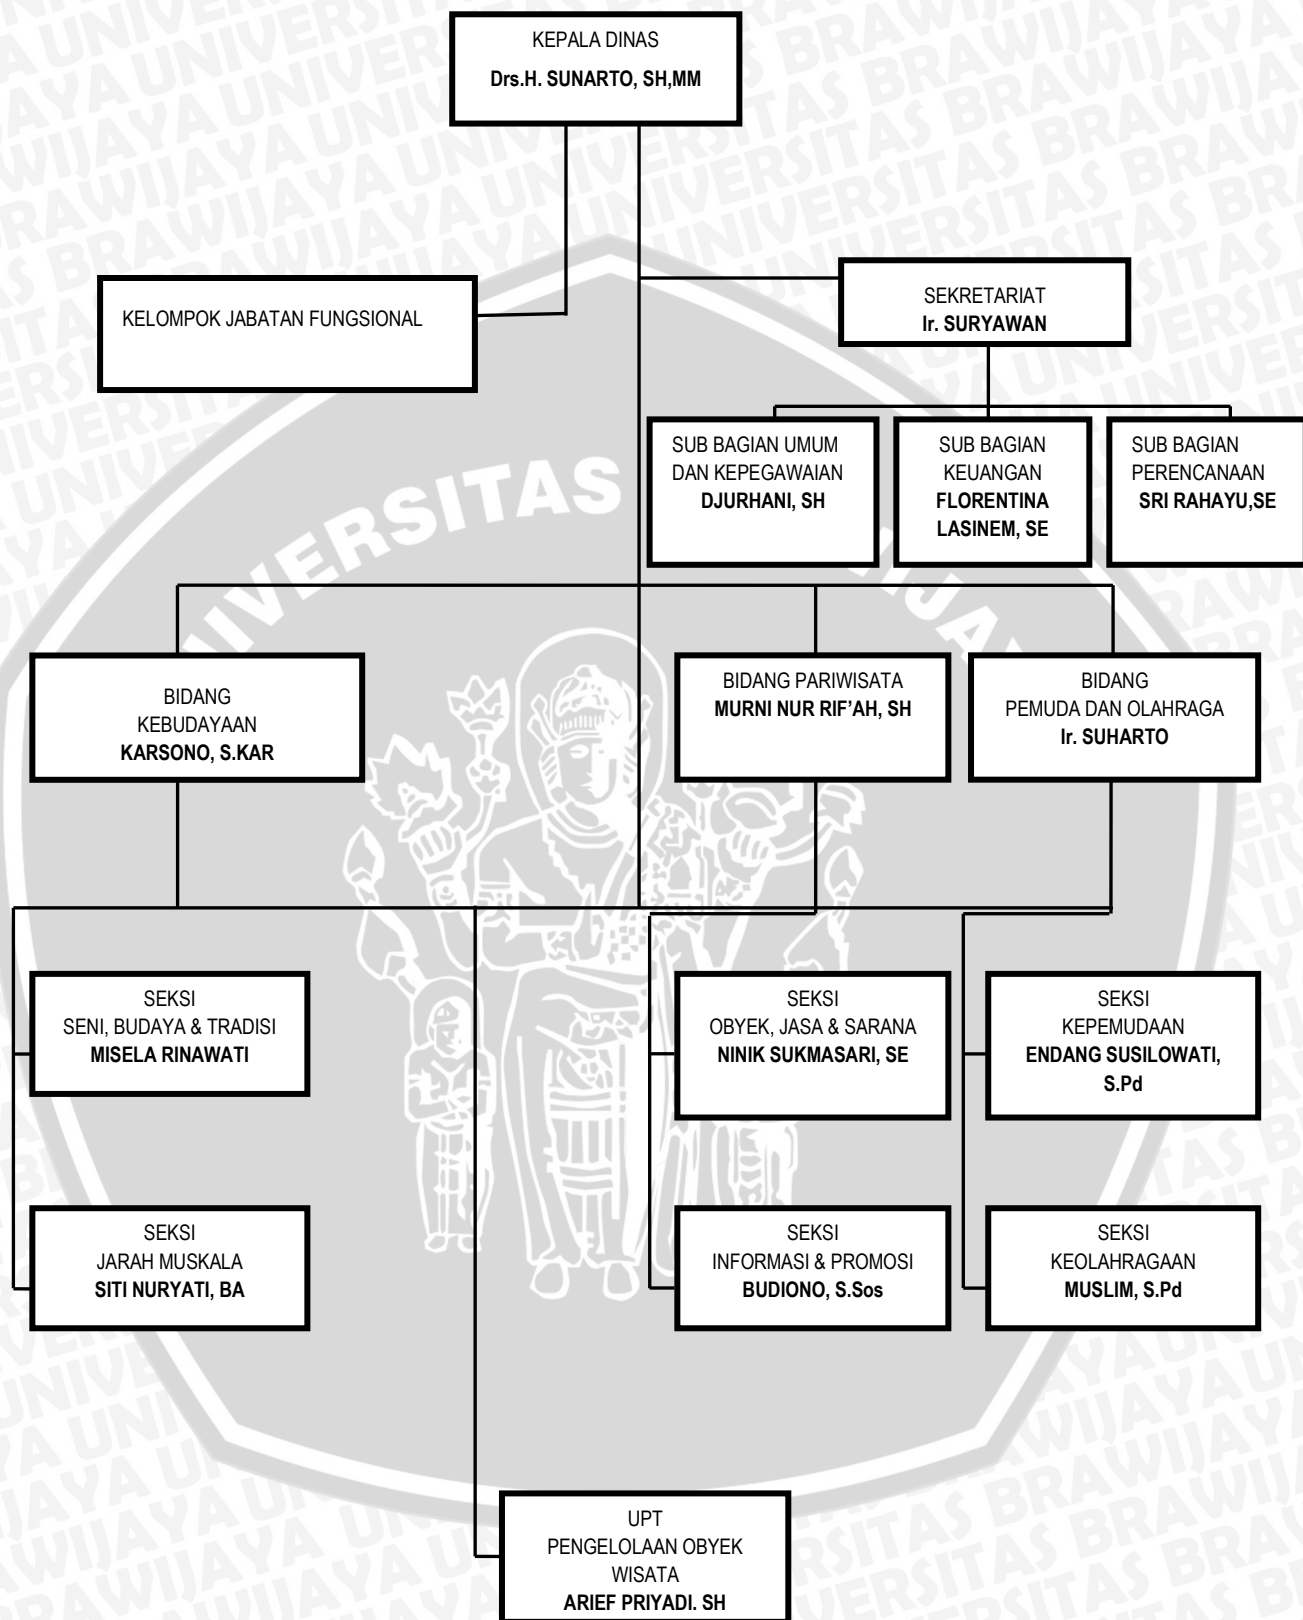 KEPALA DINAS
Drs.H. SUNARTO, SH,MM
KELOMPOK JABATAN FUNGSIONAL
SEKRETARIAT
Ir. SURYAWAN
SUB BAGIAN UMUM
DAN KEPEGAWAIAN
DJURHANI, SH
SUB BAGIAN
KEUANGAN
FLORENTINA
LASINEM, SE
SUB BAGIAN
PERENCANAAN
SRI RAHAYU,SE
UNIVERSITAS
BIDANG
KEBUDAYAAN
KARSONO, S.KAR
BIDANG PARIWISATA
MURNI NUR RIF’AH, SH
BIDANG
PEMUDA DAN OLAHRAGA
Ir. SUHARTO
SEKSI
SENI, BUDAYA & TRADISI
MISELA RINAWATI
SEKSI
OBYEK, JASA & SARANA
NINIK SUKMASARI, SE
SEKSI
KEPEMUDAAN
ENDANG SUSILOWATI,
S.Pd
SEKSI
JARAH MUSKALA
SITI NURYATI, BA
SEKSI
INFORMASI & PROMOSI
BUDIONO, S.Sos
SEKSI
KEOLAHRAGAAN
MUSLIM, S.Pd
UPT
PENGELOLAAN OBYEK
WISATA
ARIEF PRIYADI. SH